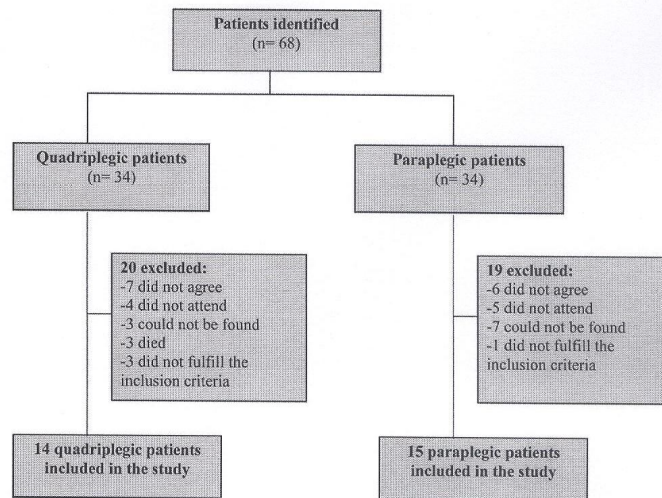 Patients identified
(n= 68)
Quadriplegic patients
(n= 34)
Paraplegic patients
(n= 34)
20 excluded:
-7 did not agree
-4 did not attend
-3 could not be found
-3 died
-3 did not fulfill the
inclusion criteria
19 excluded:
-6 did not agree
-5 did not attend
-7 could not be found
-1 did not fulfill the
inclusion criteria
14 quadriplegic patients
included in the study
15 paraplegic patients
included in the study